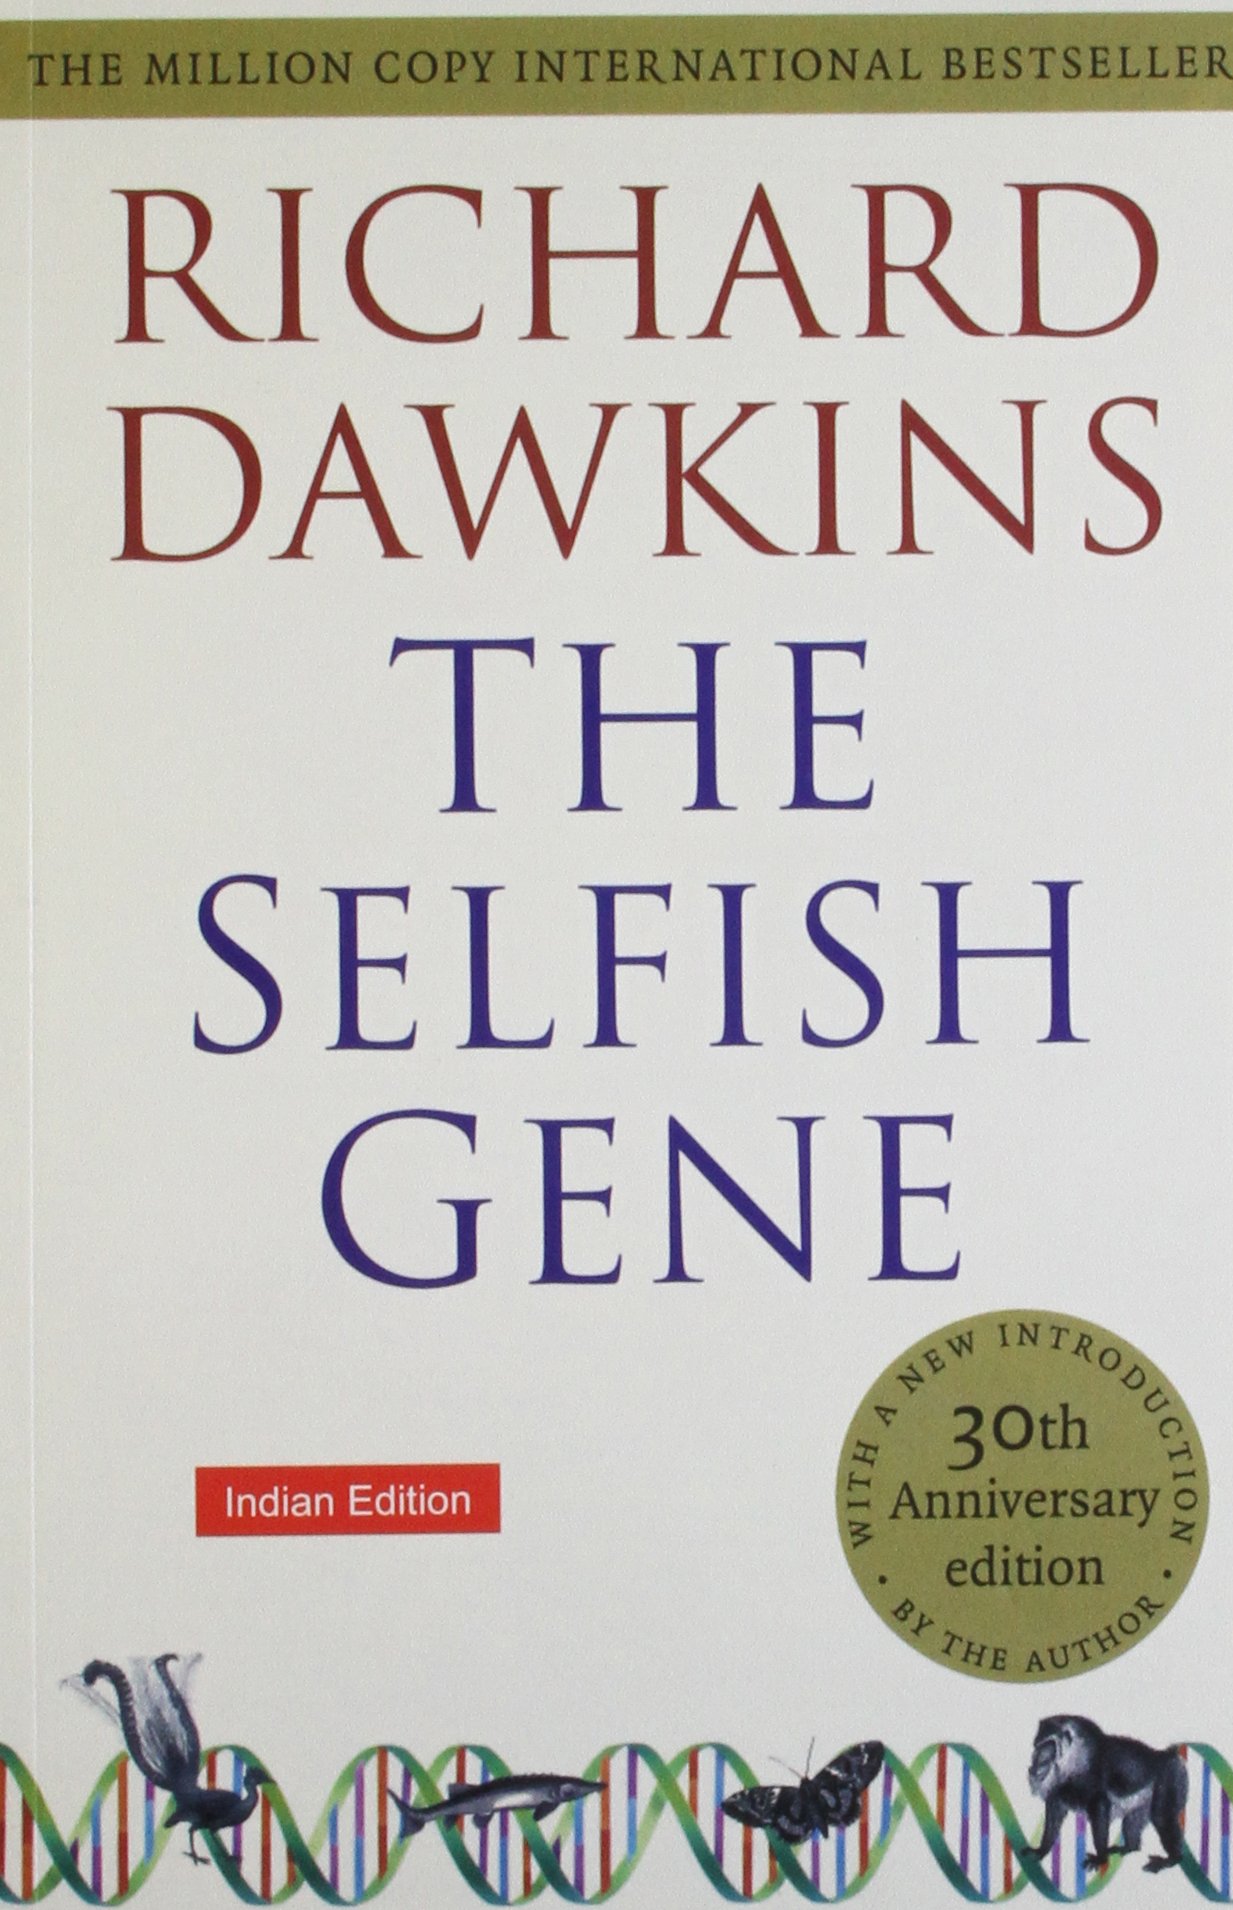 THE MILLION COPY INTERNATIONAL BESTSELLER
RICHARD
DAWKINS
THE
SELFISH
GENE
Indian Edition
WITH A NEW INTRODUCTION
30th
Anniversary
edition
• BY THE AUTHOR •